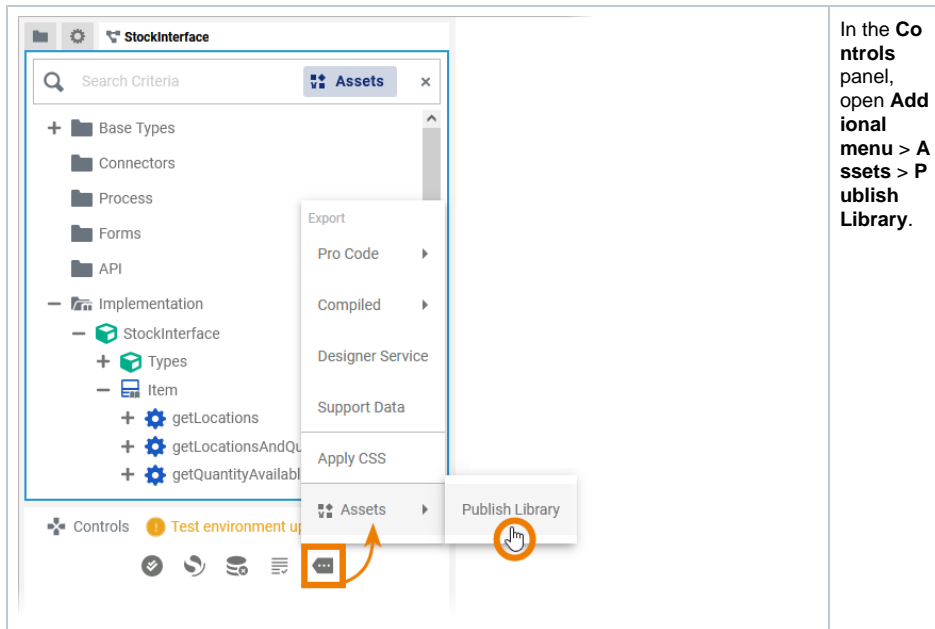 StockInterface
Search Criteria
Assets
×
Base Types
Connectors
Process
Forms
API
Implementation
StockInterface
Types
Item
getLocations
getLocationsAndQu
getQuantityAvailabl
Export
Pro Code
Compiled
Designer Service
Support Data
Apply CSS
Assets
Publish Library
Controls
Test environment up
In the Co
ntrols
panel,
open Add
ional
menu > A
ssets > P
ublish
Library.